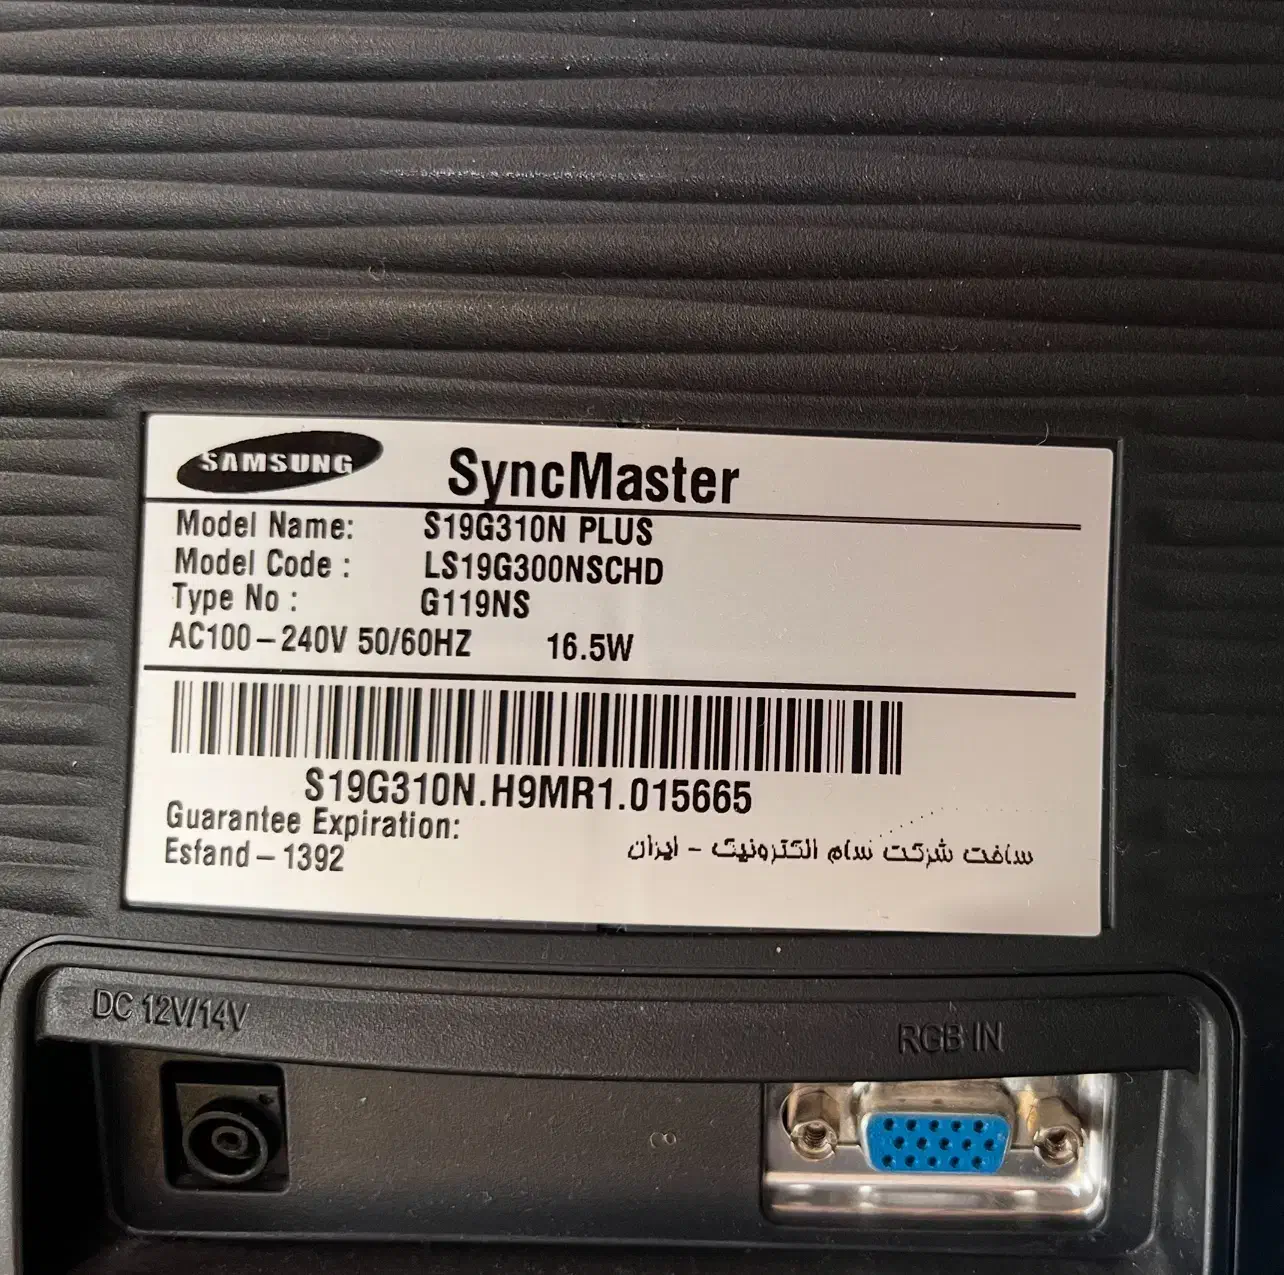 SAMSUNG SyncMaster
Model Name: S19G310N PLUS
Model Code : LS19G300NSCHD
Type No : G119NS
AC100-240V 50/60HZ 16.5W
S19G310N.H9MR1.015665
Guarantee Expiration:
Esfand-1392
ساخت شرکت سام الکترونیک - ایران
DC 12V/14V
RGB IN